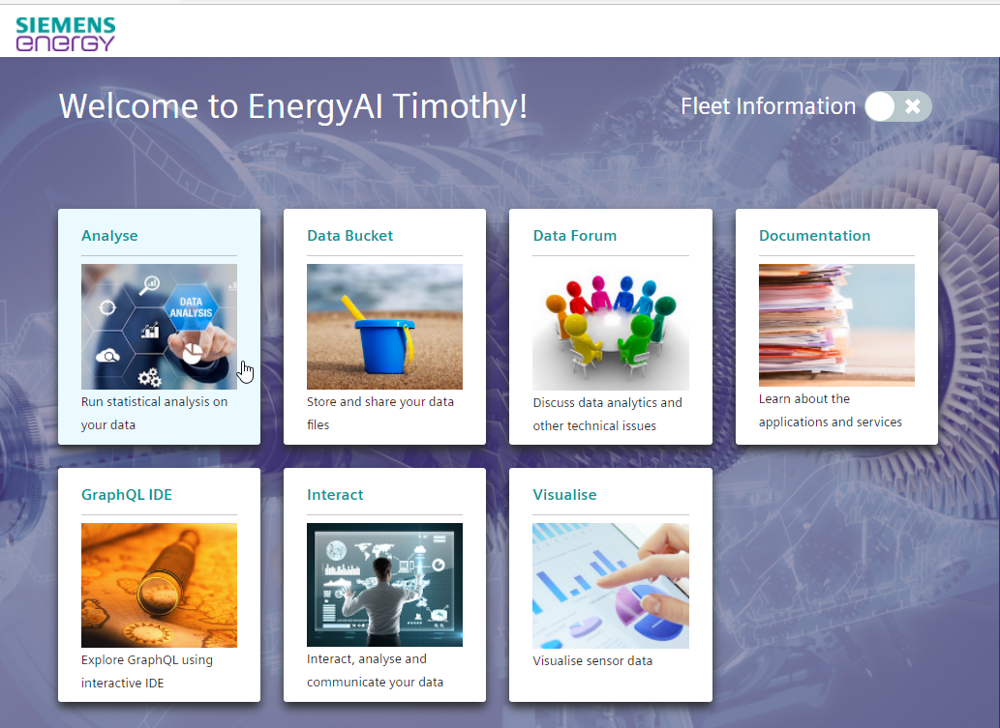 SIEMENS
energy
Welcome to EnergyAI Timothy!
Fleet Information
Analyse
DATA
ANALYSIS
Run statistical analysis on
your data
Data Bucket
Store and share your data
files
Data Forum
Discuss data analytics and
other technical issues
Documentation
Learn about the
applications and services
GraphQL IDE
Explore GraphQL using
interactive IDE
Interact
Interact, analyse and
communicate your data
Visualise
Visualise sensor data